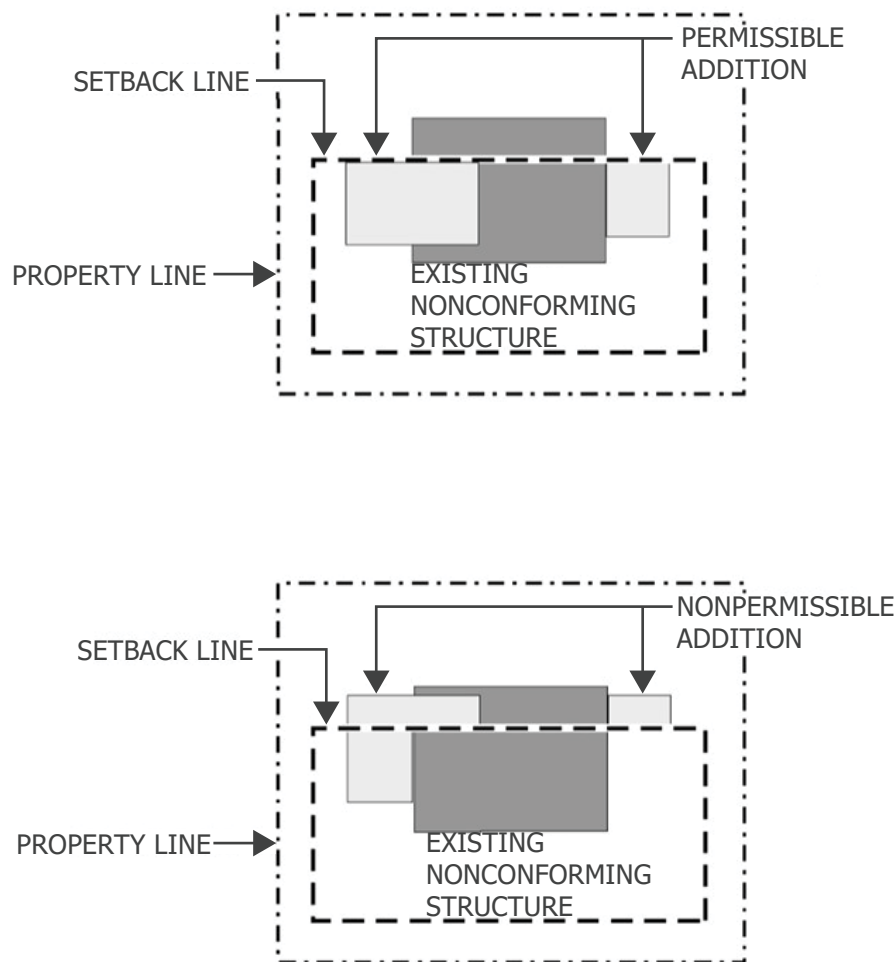 PERMISSIBLE
ADDITION
SETBACK LINE
PROPERTY LINE
EXISTING
NONCONFORMING
STRUCTURE
NONPERMISSIBLE
ADDITION
SETBACK LINE
PROPERTY LINE
EXISTING
NONCONFORMING
STRUCTURE